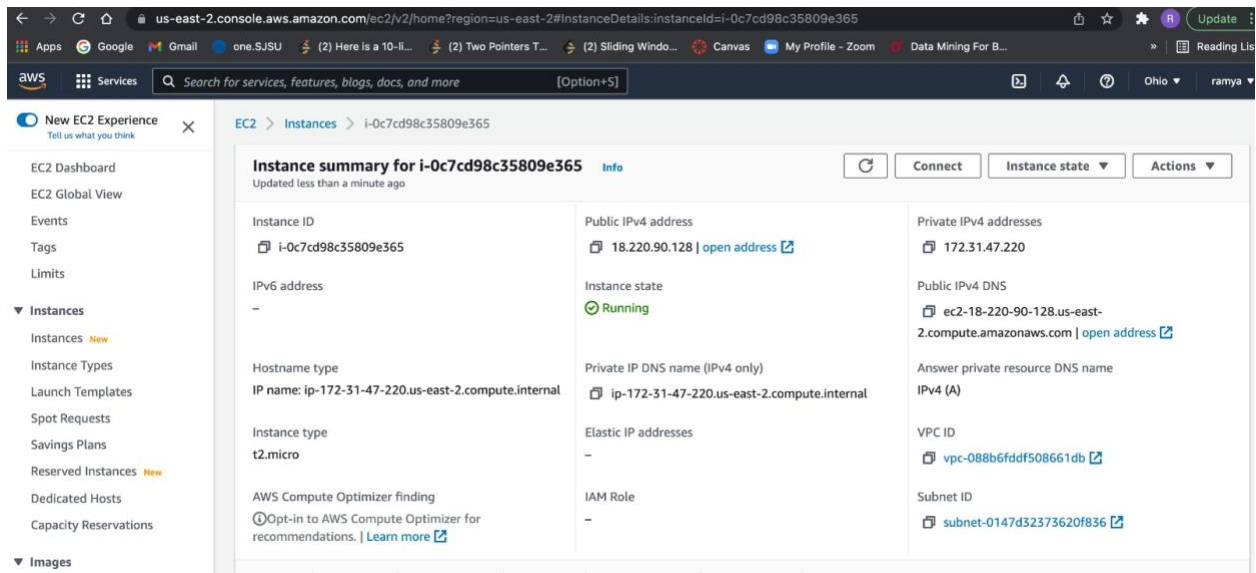 us-east-2.console.aws.amazon.com/ec2/v2/home?region=us-east-2#InstanceDetails:instanceId=i-0c7cd98c35809e365
R
Update
Apps
Google
Gmail
one.SJSU
(2) Here is a 10-li...
(2) Two Pointers T...
(2) Sliding Windo...
Canvas
My Profile - Zoom
Data Mining For B...
»
Reading Lis
aws
Services
Search for services, features, blogs, docs, and more
[Option+S]
Ohio
ramya
New EC2 Experience
Tell us what you think
EC2 Dashboard
EC2 Global View
Events
Tags
Limits
Instances
Instances New
Instance Types
Launch Templates
Spot Requests
Savings Plans
Reserved Instances New
Dedicated Hosts
Capacity Reservations
Images
EC2 > Instances > i-0c7cd98c35809e365
Instance summary for i-0c7cd98c35809e365 Info
Updated less than a minute ago
Connect
Instance state
Actions
Instance ID
i-0c7cd98c35809e365
Public IPv4 address
18.220.90.128 | open address
Private IPv4 addresses
172.31.47.220
IPv6 address
–
Instance state
Running
Public IPv4 DNS
ec2-18-220-90-128.us-east-
2.compute.amazonaws.com | open address
Hostname type
IP name: ip-172-31-47-220.us-east-2.compute.internal
Private IP DNS name (IPv4 only)
ip-172-31-47-220.us-east-2.compute.internal
Answer private resource DNS name
IPv4 (A)
Instance type
t2.micro
Elastic IP addresses
–
VPC ID
vpc-088b6fddf508661db
AWS Compute Optimizer finding
Opt-in to AWS Compute Optimizer for
recommendations. | Learn more
IAM Role
–
Subnet ID
subnet-0147d32373620f836